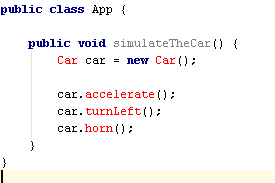 public class App {
public void simulateTheCar() {
Car car = new Car();
car.accelerate();
car.turnLeft();
car.horn();
}
}